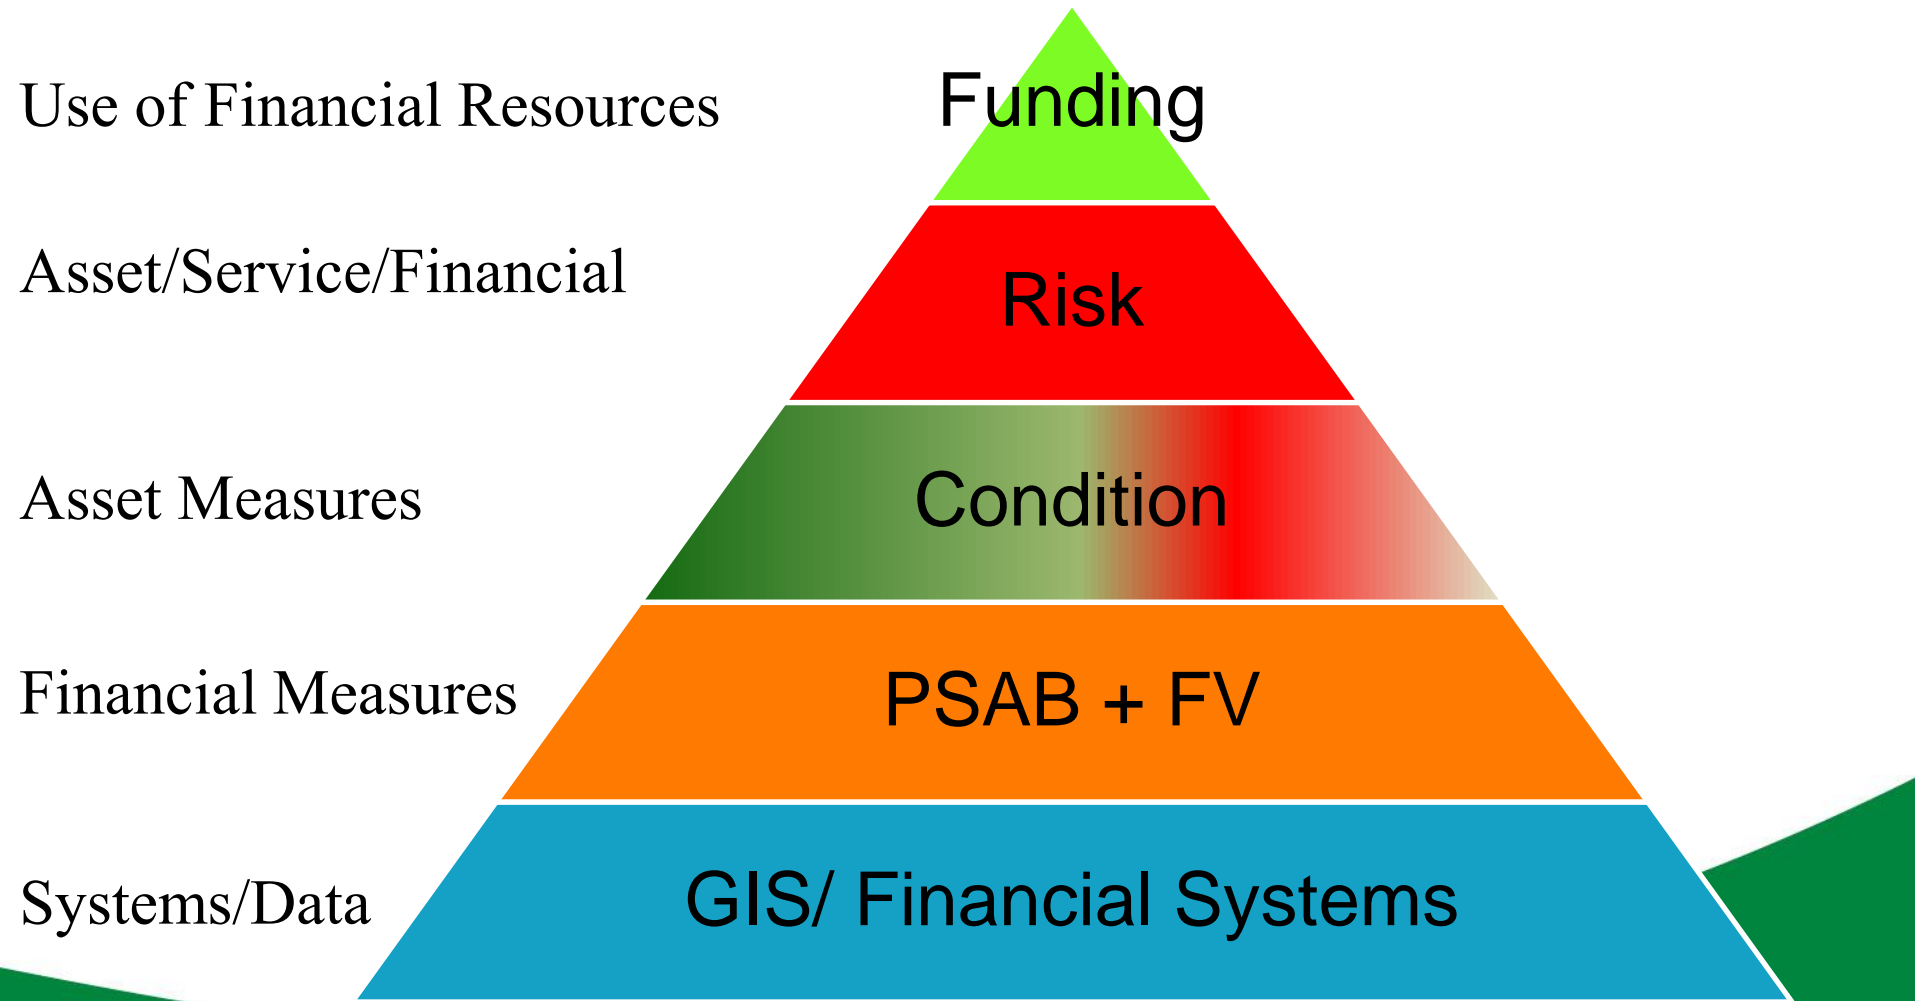 Use of Financial Resources
Funding
Asset/Service/Financial
Risk
Asset Measures
Condition
Financial Measures
PSAB + FV
Systems/Data
GIS/ Financial Systems